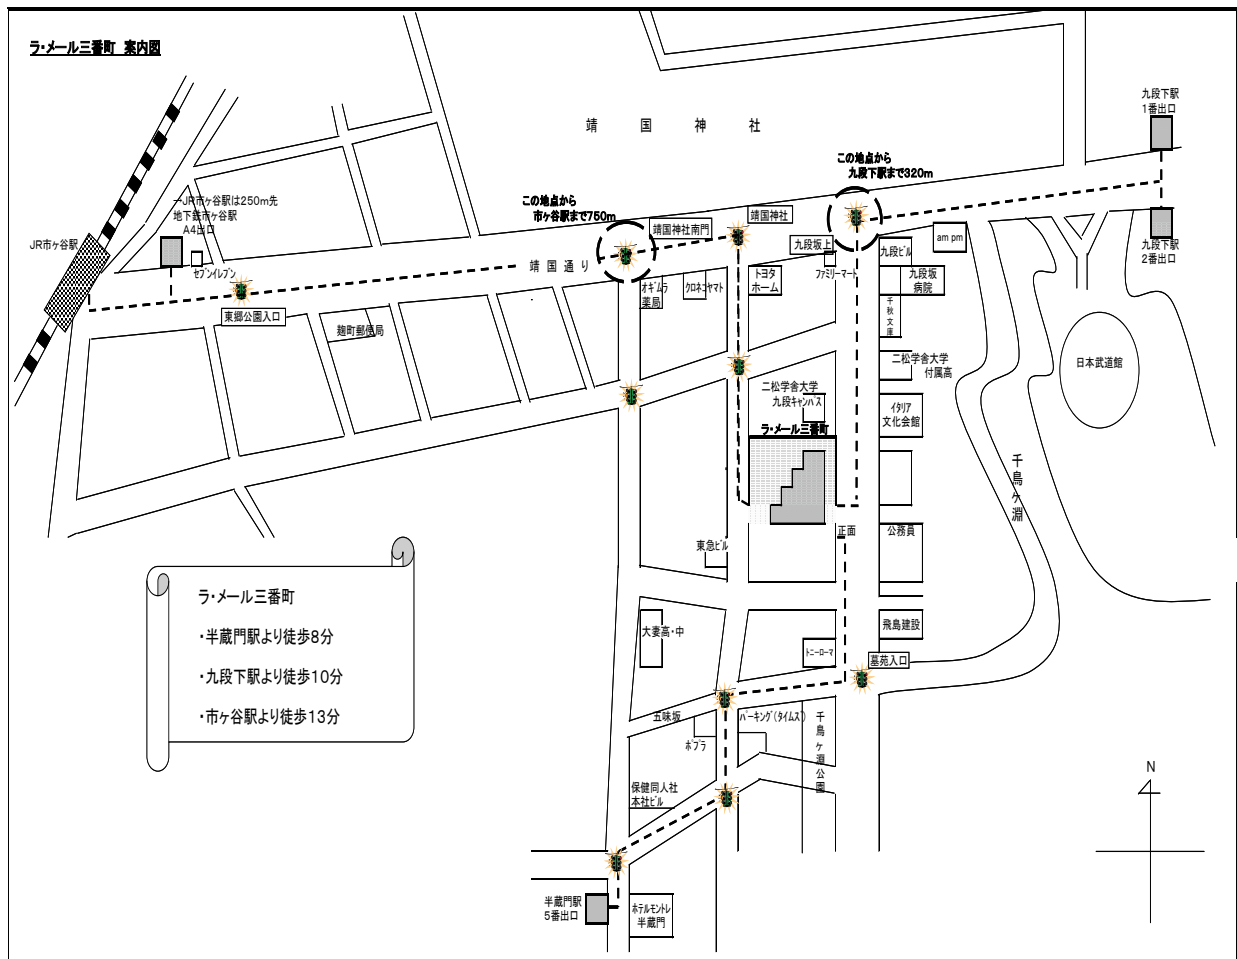 ラ・メール三番町 案内図
靖 国 神 社
九段下駅
1番出口
この地点から
九段下駅まで320m
この地点から
市ヶ谷駅まで750m
→JR市ヶ谷駅は250m先
地下鉄市ヶ谷駅
A4出口
JR市ヶ谷駅
セブンイレブン
東郷公園入口
靖 国 通 り
靖国神社南門
靖国神社
九段坂上
ファミリーマート
九段ビル
am pm
九段下駅
2番出口
九段坂
病院
千秋文庫
オギムラ
薬局
クロネコヤマト
トヨタ
ホーム
麹町郵便局
二松学舎大学
付属高
日本武道館
二松学舎大学
九段キャンパス
イタリア
文化会館
ラ・メール三番町
千鳥ヶ淵
正面
公務員
東急ビル
ラ・メール三番町
・半蔵門駅より徒歩8分
・九段下駅より徒歩10分
・市ヶ谷駅より徒歩13分
大妻高・中
飛島建設
トニーローマ
墓苑入口
五味坂
パーキング(タイムズ)
ポプラ
千鳥ヶ淵公園
保健同人社
本社ビル
N
半蔵門駅
5番出口
ホテルモントレ
半蔵門